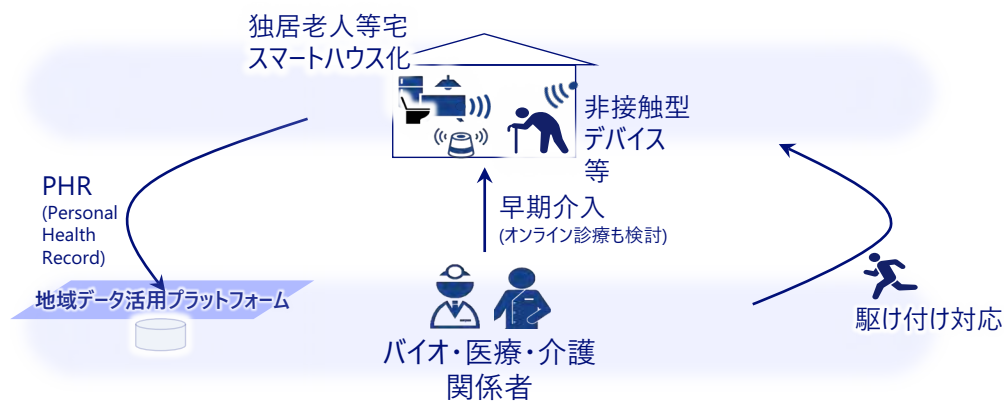 独居老人等宅
スマートハウス化
非接触型
デバイス
等
PHR
(Personal
Health
Record)
早期介入
(オンライン診療も検討)
地域データ活用プラットフォーム
駆け付け対応
バイオ・医療・介護
関係者